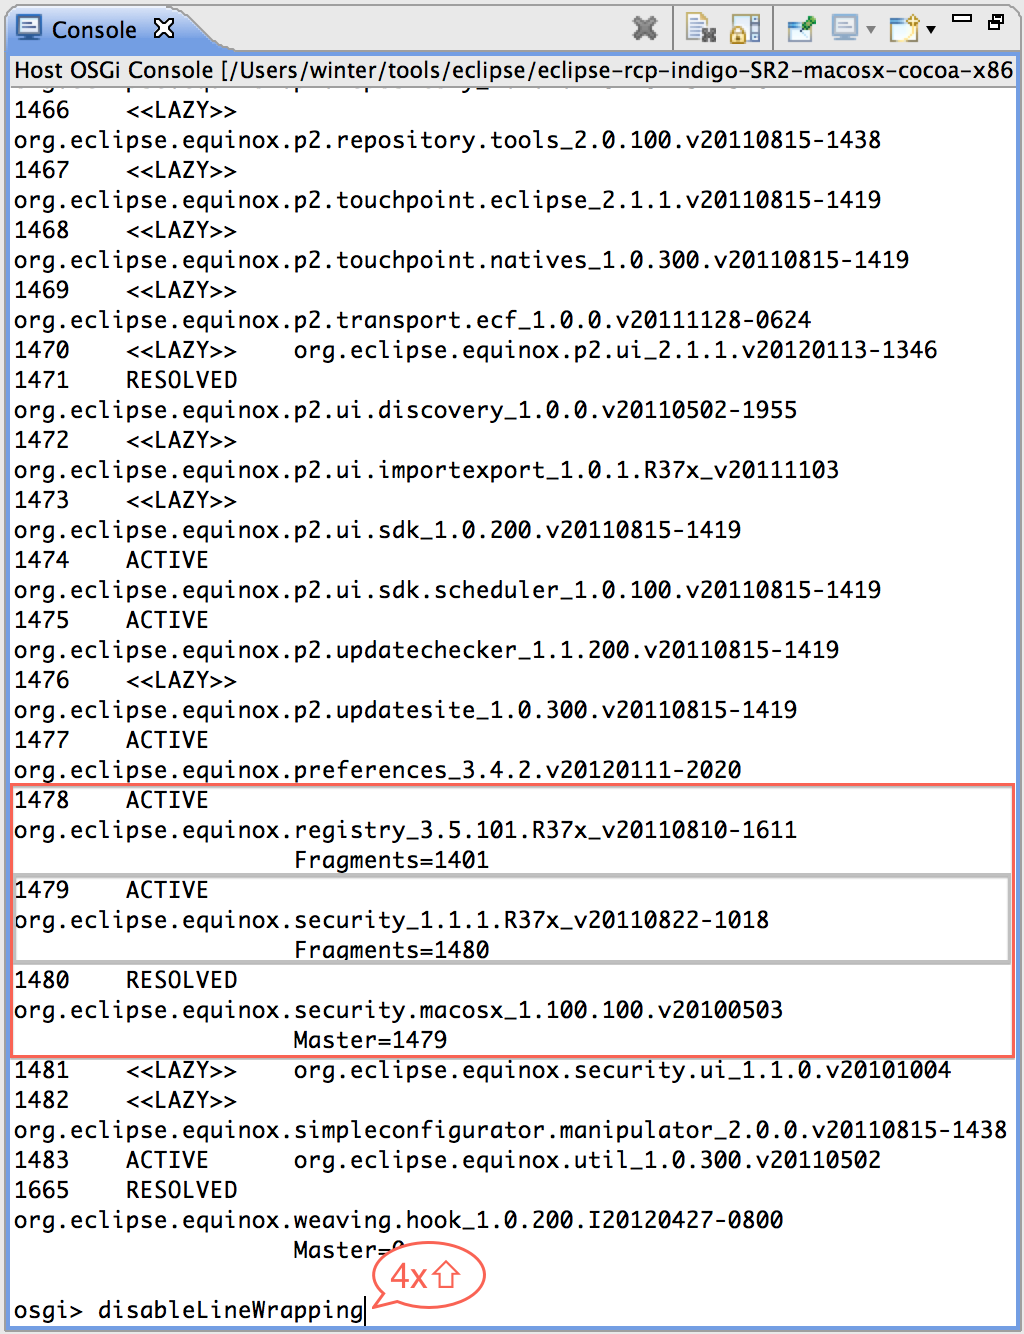 Console
Host OSGi Console [/Users/winter/tools/eclipse/eclipse-rcp-indigo-SR2-macosx-cocoa-x86
1466 <<LAZY>>
org.eclipse.equinox.p2.repository.tools_2.0.100.v20110815-1438
1467 <<LAZY>>
org.eclipse.equinox.p2.touchpoint.eclipse_2.1.1.v20110815-1419
1468 <<LAZY>>
org.eclipse.equinox.p2.touchpoint.natives_1.0.300.v20110815-1419
1469 <<LAZY>>
org.eclipse.equinox.p2.transport.ecf_1.0.0.v20111128-0624
1470 <<LAZY>> org.eclipse.equinox.p2.ui_2.1.1.v20120113-1346
1471 RESOLVED
org.eclipse.equinox.p2.ui.discovery_1.0.0.v20110502-1955
1472 <<LAZY>>
org.eclipse.equinox.p2.ui.importexport_1.0.1.R37x_v20111103
1473 <<LAZY>>
org.eclipse.equinox.p2.ui.sdk_1.0.200.v20110815-1419
1474 ACTIVE
org.eclipse.equinox.p2.ui.sdk.scheduler_1.0.100.v20110815-1419
1475 ACTIVE
org.eclipse.equinox.p2.updatechecker_1.1.200.v20110815-1419
1476 <<LAZY>>
org.eclipse.equinox.p2.updatesite_1.0.300.v20110815-1419
1477 ACTIVE
org.eclipse.equinox.preferences_3.4.2.v20120111-2020
1478 ACTIVE
org.eclipse.equinox.registry_3.5.101.R37x_v20110810-1611
Fragments=1401
1479 ACTIVE
org.eclipse.equinox.security_1.1.1.R37x_v20110822-1018
Fragments=1480
1480 RESOLVED
org.eclipse.equinox.security.macosx_1.100.100.v20100503
Master=1479
1481 <<LAZY>> org.eclipse.equinox.security.ui_1.1.0.v20101004
1482 <<LAZY>>
org.eclipse.equinox.simpleconfigurator.manipulator_2.0.0.v20110815-1438
1483 ACTIVE org.eclipse.equinox.util_1.0.300.v20110502
1665 RESOLVED
org.eclipse.equinox.weaving.hook_1.0.200.I20120427-0800
Master=
4x⇧
osgi> disableLineWrapping